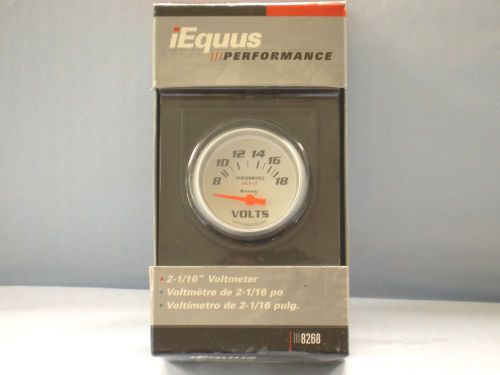 iEquus
PERFORMANCE
8 10 12 14 16 18
PERFORMANCE
VOLTS
• 2-1/16" Voltmeter
• Voltmètre de 2-1/16 po
• Voltímetro de 2-1/16 pulg.
8268
iEquus